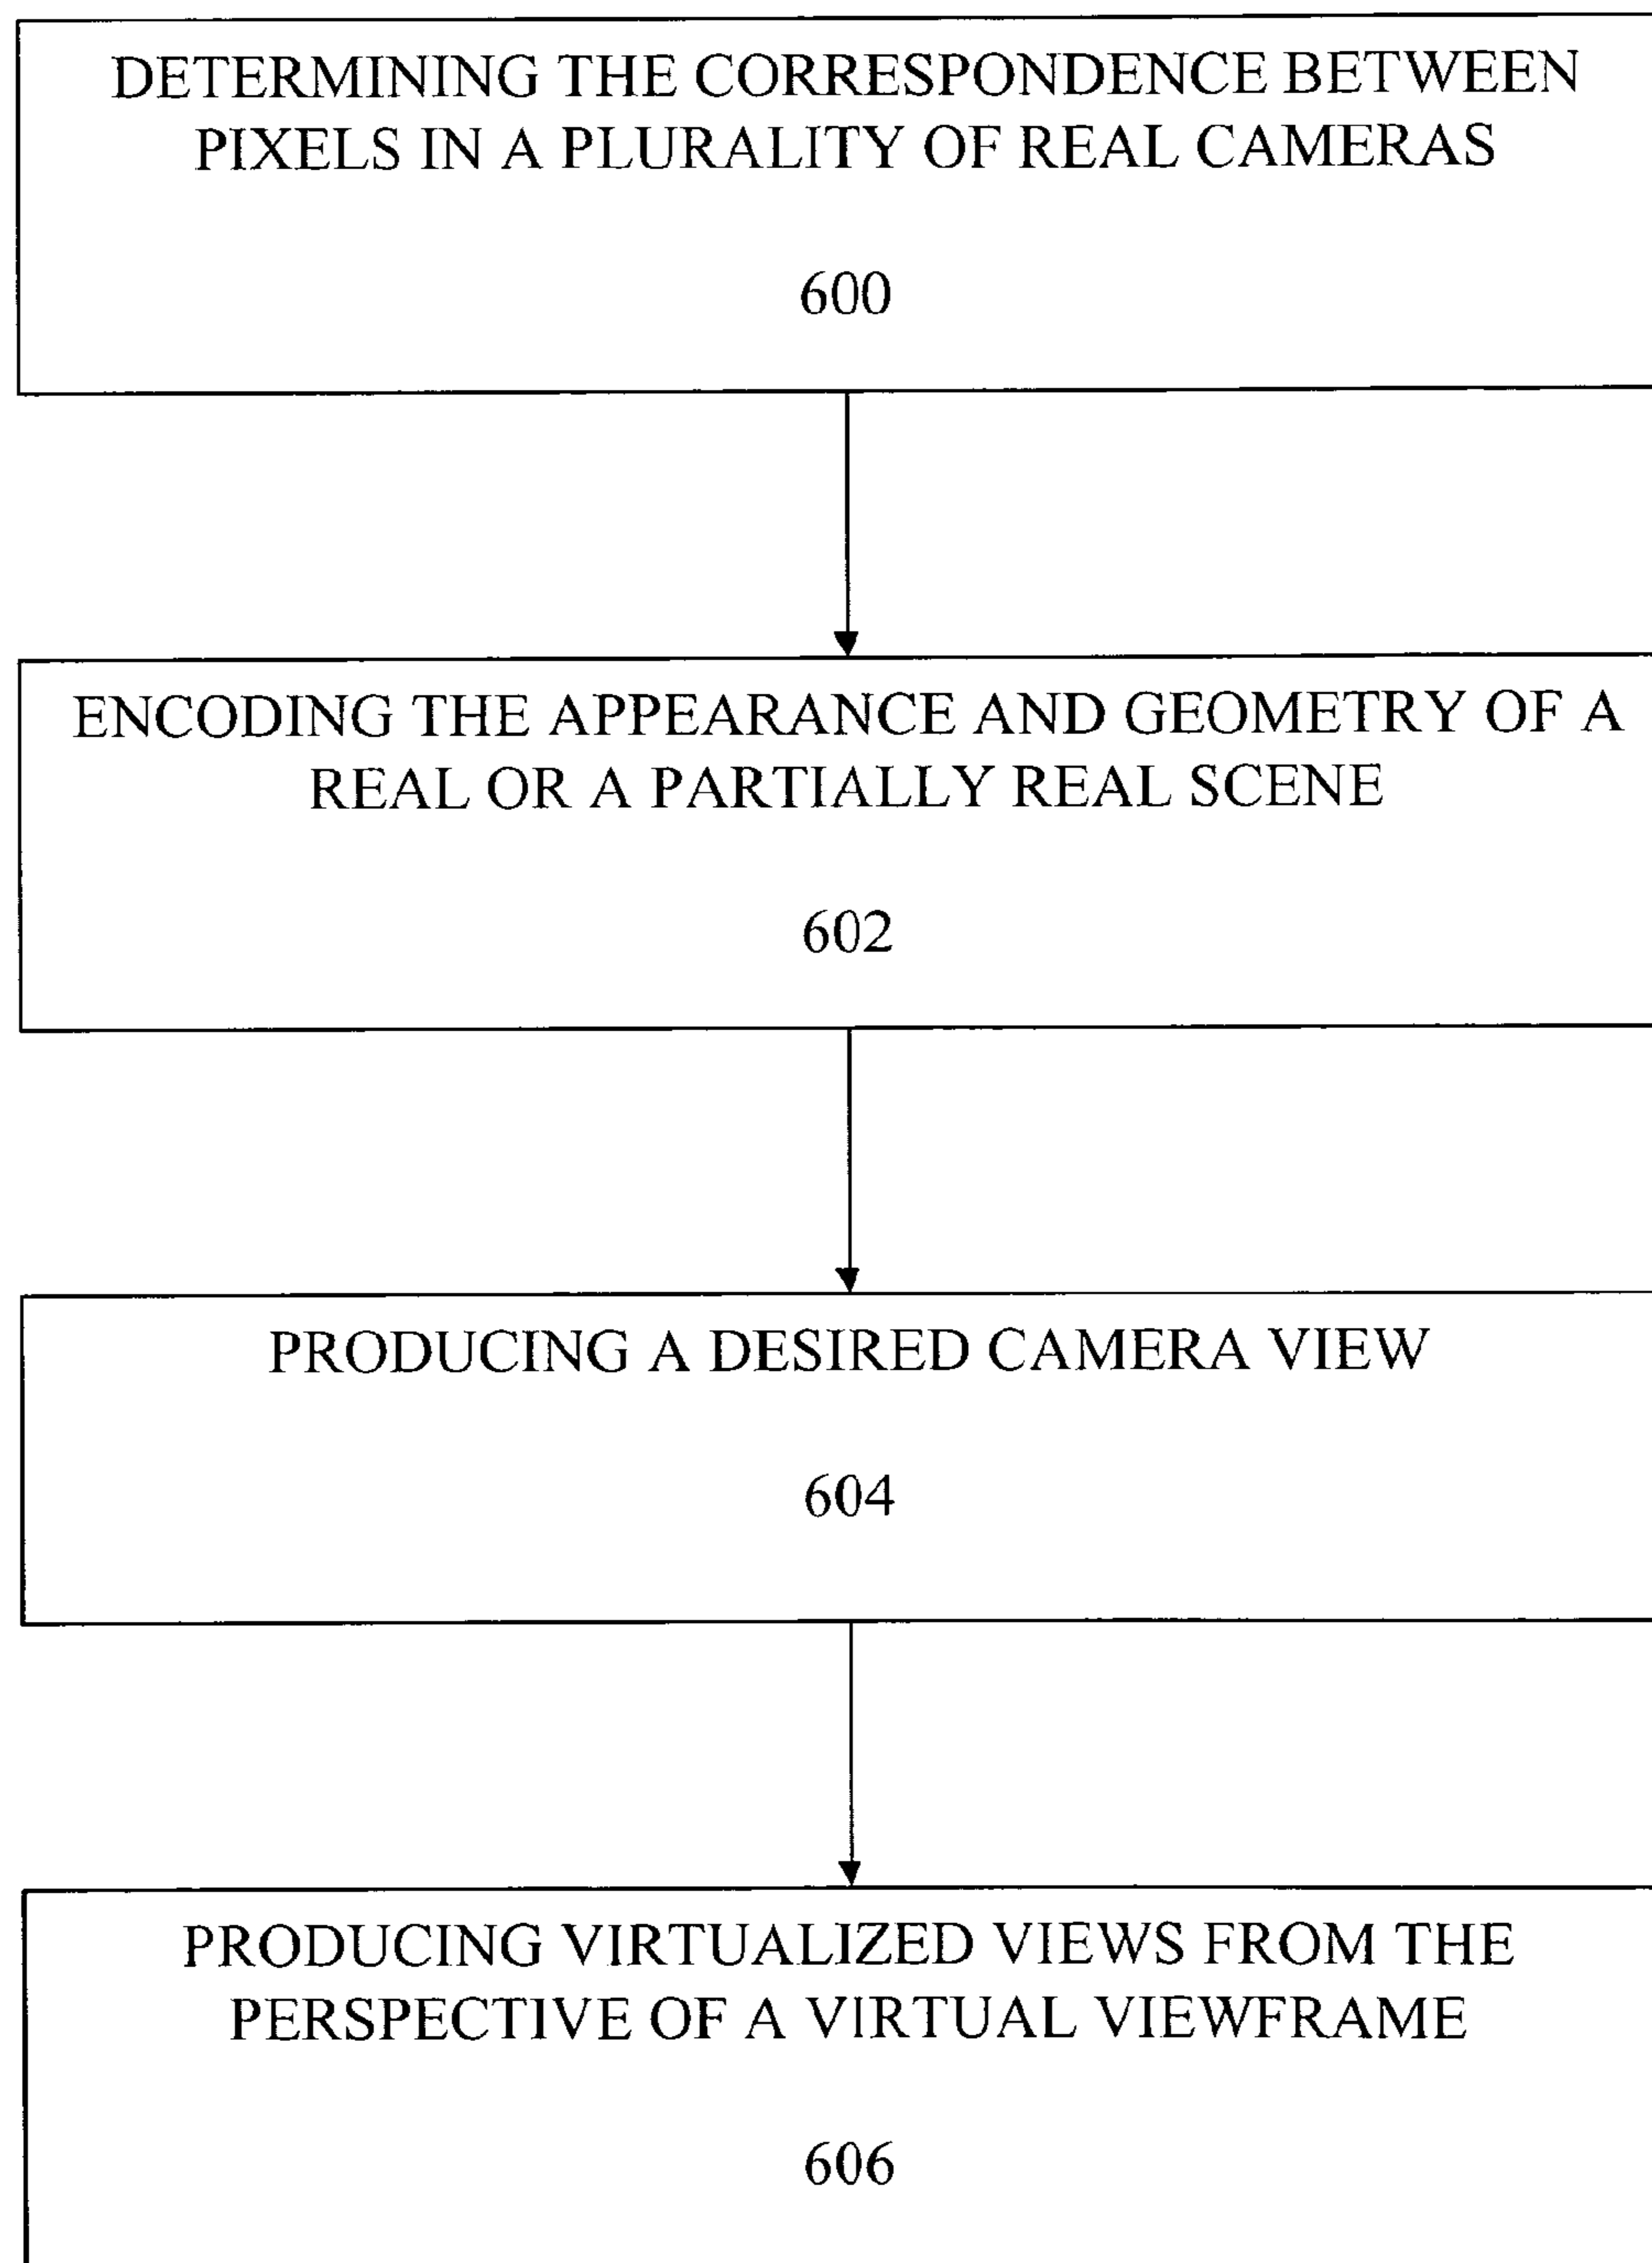 DETERMINING THE CORRESPONDENCE BETWEEN
PIXELS IN A PLURALITY OF REAL CAMERAS
600
ENCODING THE APPEARANCE AND GEOMETRY OF A
REAL OR A PARTIALLY REAL SCENE
602
PRODUCING A DESIRED CAMERA VIEW
604
PRODUCING VIRTUALIZED VIEWS FROM THE
PERSPECTIVE OF A VIRTUAL VIEWFRAME
606